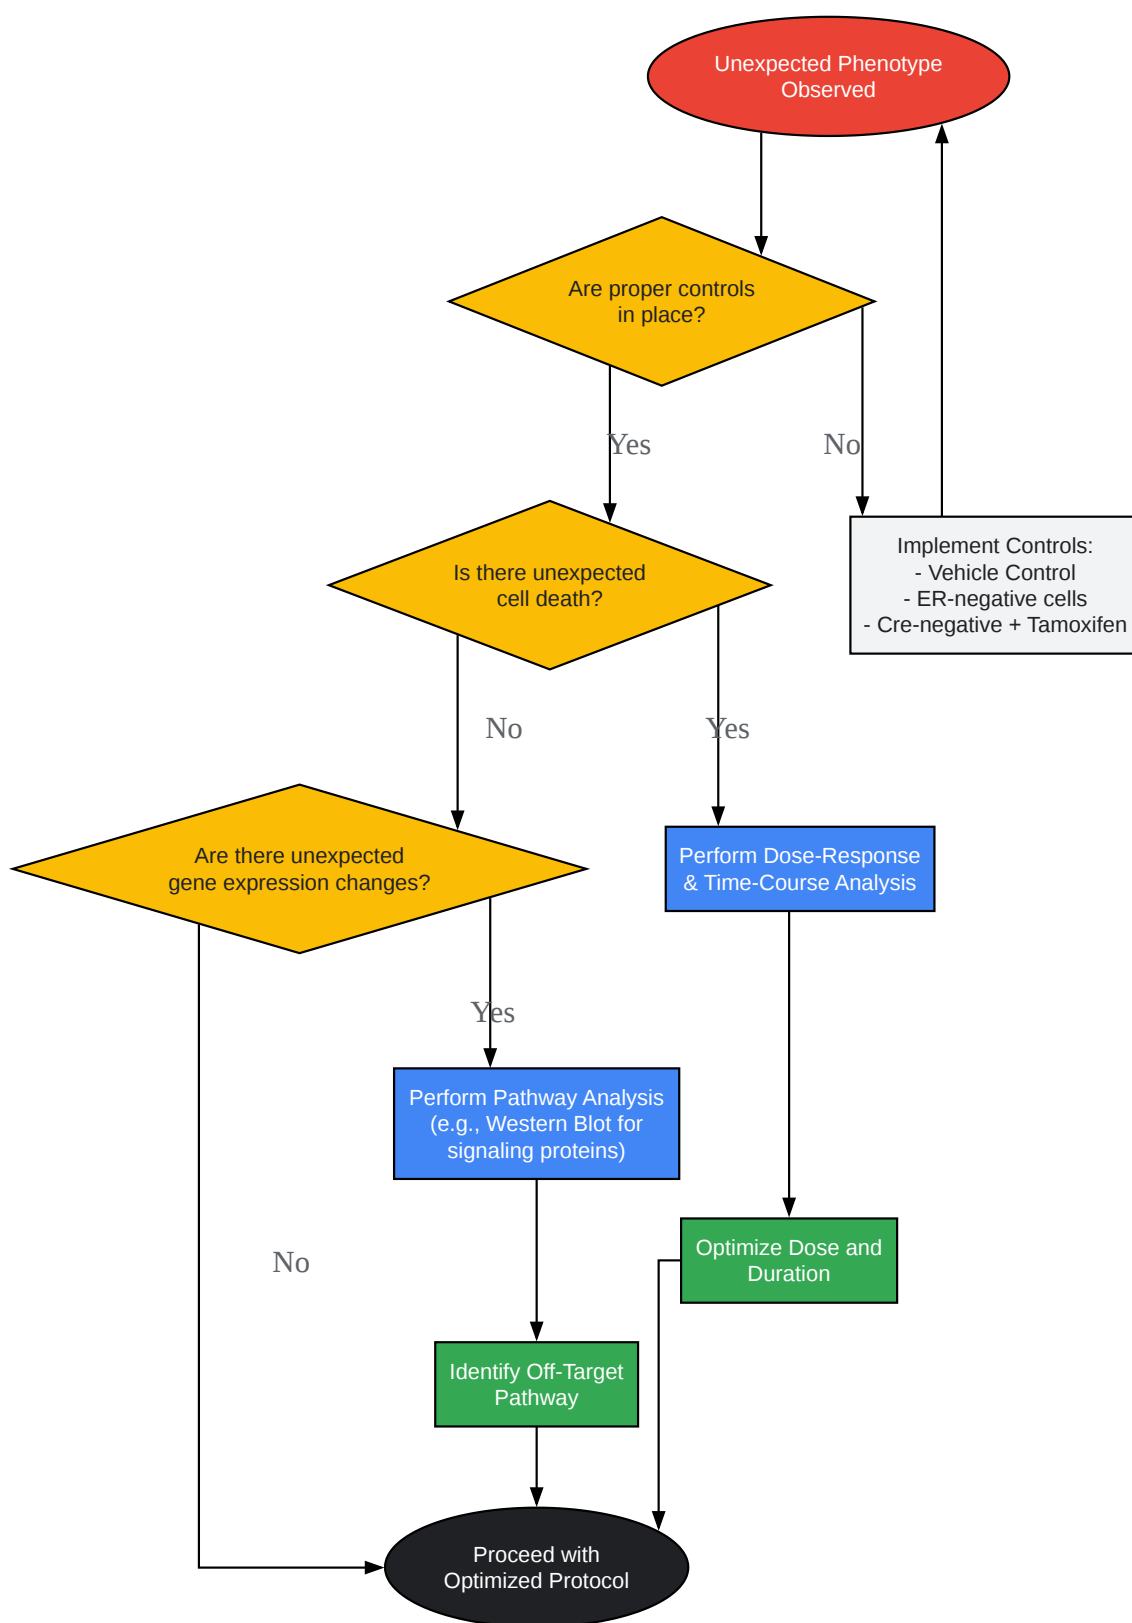 Unexpected Phenotype
Observed
Are proper controls
in place?
Yes
No
Implement Controls:
- Vehicle Control
- ER-negative cells
- Cre-negative + Tamoxifen
Is there unexpected
cell death?
No
Yes
Are there unexpected
gene expression changes?
Perform Dose-Response
& Time-Course Analysis
Yes
Perform Pathway Analysis
(e.g., Western Blot for
signaling proteins)
No
Optimize Dose and
Duration
Identify Off-Target
Pathway
Proceed with
Optimized Protocol